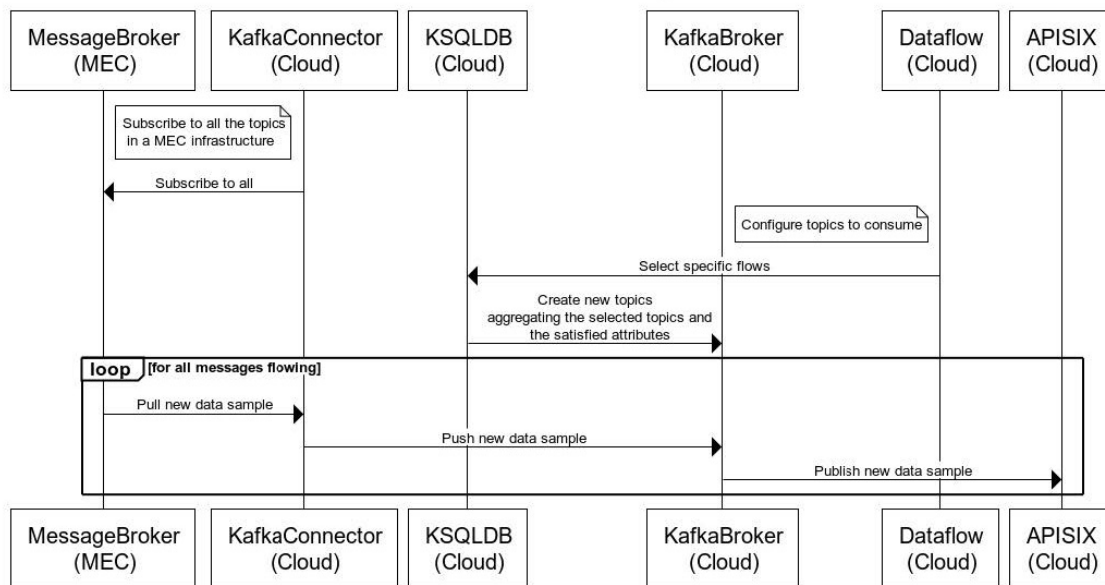 MessageBroker
(MEC)
KafkaConnector
(Cloud)
KSQLDB
(Cloud)
KafkaBroker
(Cloud)
Dataflow
(Cloud)
APISIX
(Cloud)
Subscribe to all the topics
in a MEC infrastructure
Subscribe to all
Configure topics to consume
Select specific flows
Create new topics
aggregating the selected topics and
the satisfied attributes
loop [for all messages flowing]
Pull new data sample
Push new data sample
Publish new data sample
MessageBroker
(MEC)
KafkaConnector
(Cloud)
KSQLDB
(Cloud)
KafkaBroker
(Cloud)
Dataflow
(Cloud)
APISIX
(Cloud)